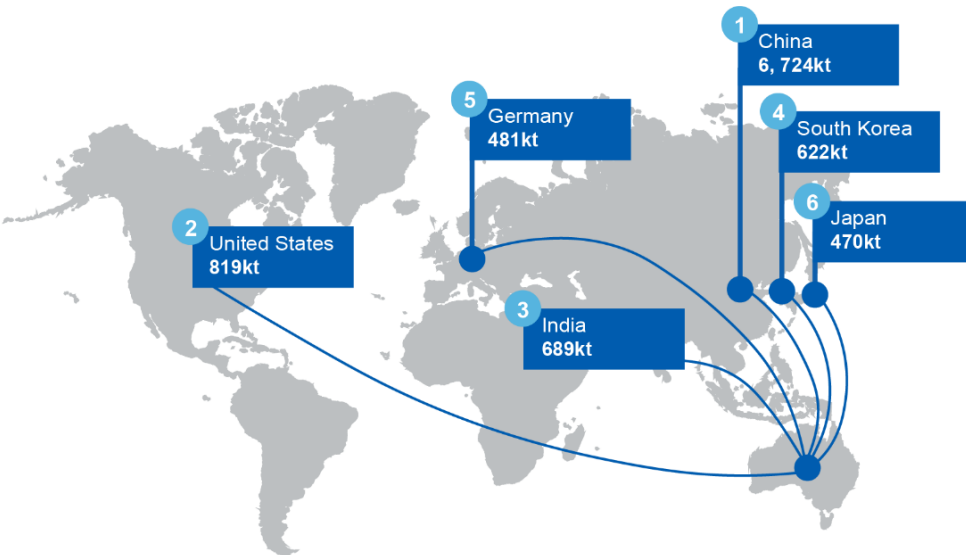 1
China
6, 724kt
5
Germany
481kt
4
South Korea
622kt
2
United States
819kt
6
Japan
470kt
3
India
689kt